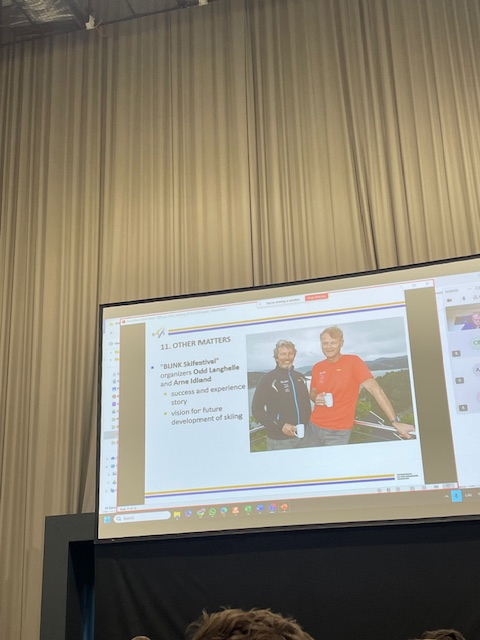 11. OTHER MATTERS
"BLINK Skifestival"
organizers Odd Langhelle
and Arne Idland
success and experience
story
vision for future
development of skiing
Search